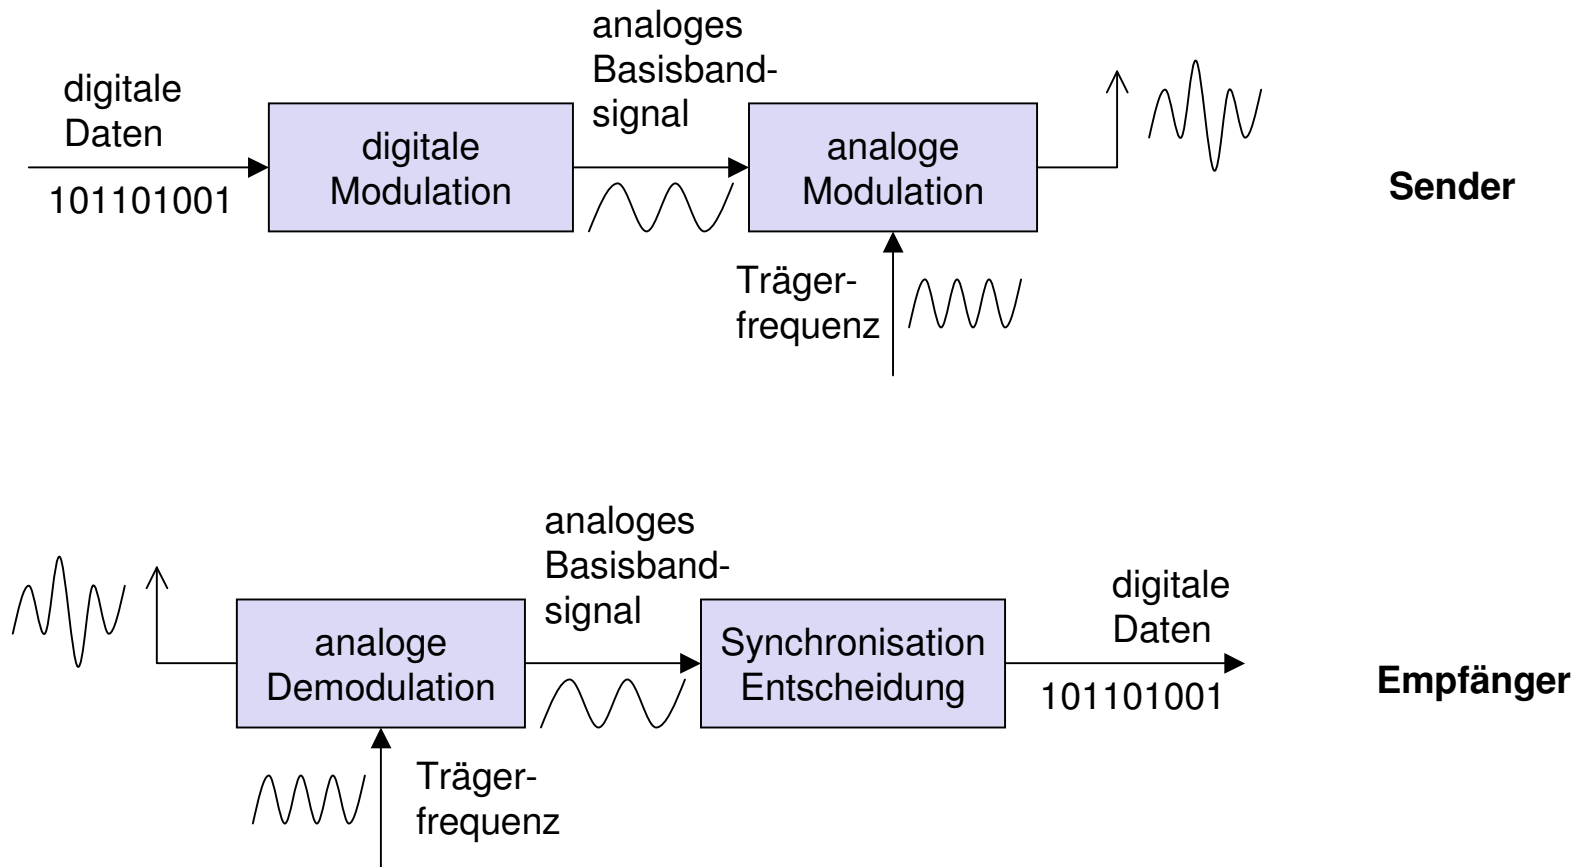 analoges
Basisband-
signal
digitale
Daten
101101001
digitale
Modulation
analoge
Modulation
Träger-
frequenz
Sender
analoges
Basisband-
signal
analoge
Demodulation
Träger-
frequenz
Synchronisation
Entscheidung
digitale
Daten
101101001
Empfänger